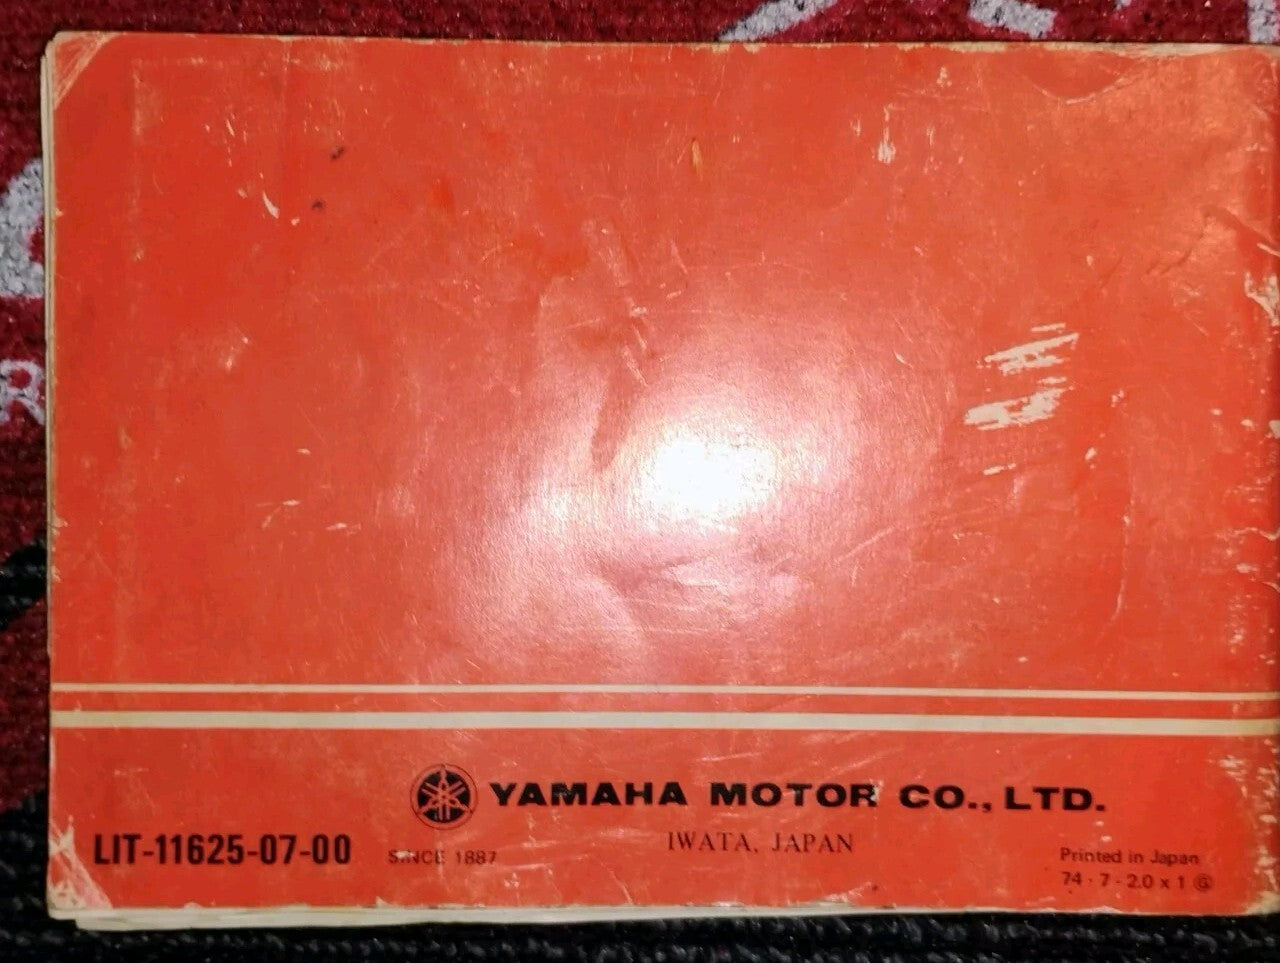 YAMAHA MOTOR CO., LTD.
LIT-11625-07-00
SINCE 1887
IWATA, JAPAN
Printed in Japan
74 · 7 - 2.0 x 1